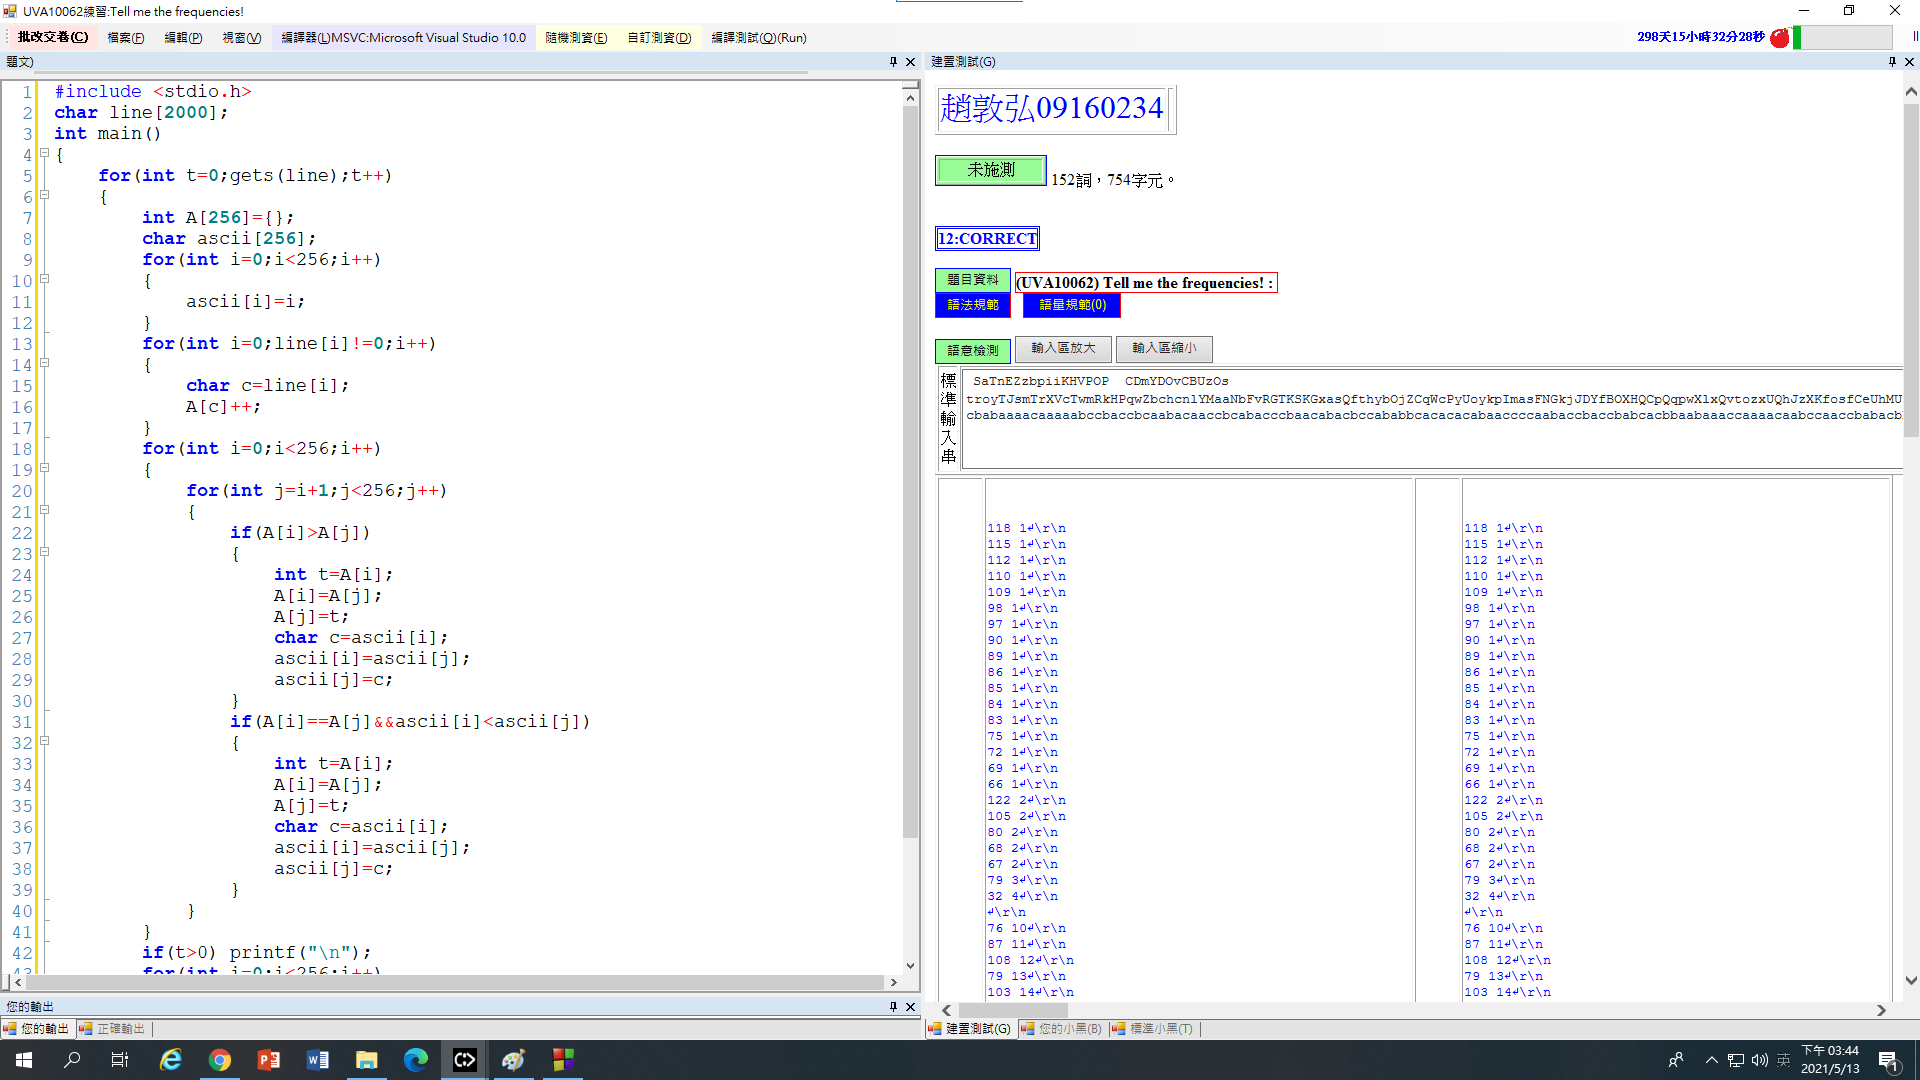 UVA10062練習:Tell me the frequencies!
批改交卷(C) 檔案(F) 編輯(P) 視窗(V) 編譯器(L)MSVC:Microsoft Visual Studio 10.0 隨機測資(E) 自訂測資(D) 編譯測試(Q)(Run) 298天15小時32分28秒
題文)
1 #include <stdio.h>
2 char line[2000];
3 int main()
4 {
5 for(int t=0;gets(line);t++)
6 {
7 int A[256]={};
8 char ascii[256];
9 for(int i=0;i<256;i++)
10 {
11 ascii[i]=i;
12 }
13 for(int i=0;line[i]!=0;i++)
14 {
15 char c=line[i];
16 A[c]++;
17 }
18 for(int i=0;i<256;i++)
19 {
20 for(int j=i+1;j<256;j++)
21 {
22 if(A[i]>A[j])
23 {
24 int t=A[i];
25 A[i]=A[j];
26 A[j]=t;
27 char c=ascii[i];
28 ascii[i]=ascii[j];
29 ascii[j]=c;
30 }
31 if(A[i]==A[j]&&ascii[i]<ascii[j])
32 {
33 int t=A[i];
34 A[i]=A[j];
35 A[j]=t;
36 char c=ascii[i];
37 ascii[i]=ascii[j];
38 ascii[j]=c;
39 }
40 }
41 }
42 if(t>0) printf("\n");
43 for(int i=0;i<256;i++)
您的輸出
您的輸出 正確輸出
建置測試(G)
趙敦弘09160234
未施測 152詞，754字元。
12:CORRECT
題目資料 (UVA10062) Tell me the frequencies! :
語法規範 語量規範(0)
語意檢測 輸入區放大 輸入區縮小
標準輸入串
SaTnEZzbpiiKHVPOP CDmYDOvCBUzOs
118 1↲\r\n 118 1↲\r\n
115 1↲\r\n 115 1↲\r\n
112 1↲\r\n 112 1↲\r\n
110 1↲\r\n 110 1↲\r\n
109 1↲\r\n 109 1↲\r\n
98 1↲\r\n 98 1↲\r\n
97 1↲\r\n 97 1↲\r\n
90 1↲\r\n 90 1↲\r\n
89 1↲\r\n 89 1↲\r\n
86 1↲\r\n 86 1↲\r\n
85 1↲\r\n 85 1↲\r\n
84 1↲\r\n 84 1↲\r\n
83 1↲\r\n 83 1↲\r\n
75 1↲\r\n 75 1↲\r\n
72 1↲\r\n 72 1↲\r\n
69 1↲\r\n 69 1↲\r\n
66 1↲\r\n 66 1↲\r\n
122 2↲\r\n 122 2↲\r\n
105 2↲\r\n 105 2↲\r\n
80 2↲\r\n 80 2↲\r\n
68 2↲\r\n 68 2↲\r\n
67 2↲\r\n 67 2↲\r\n
79 3↲\r\n 79 3↲\r\n
32 4↲\r\n 32 4↲\r\n
↲\r\n ↲\r\n
76 10↲\r\n 76 10↲\r\n
87 11↲\r\n 87 11↲\r\n
108 12↲\r\n 108 12↲\r\n
79 13↲\r\n 79 13↲\r\n
103 14↲\r\n 103 14↲\r\n
建置測試(G) 您的小黑(B) 標準小黑(T)
英 下午 03:44
2021/5/13
1